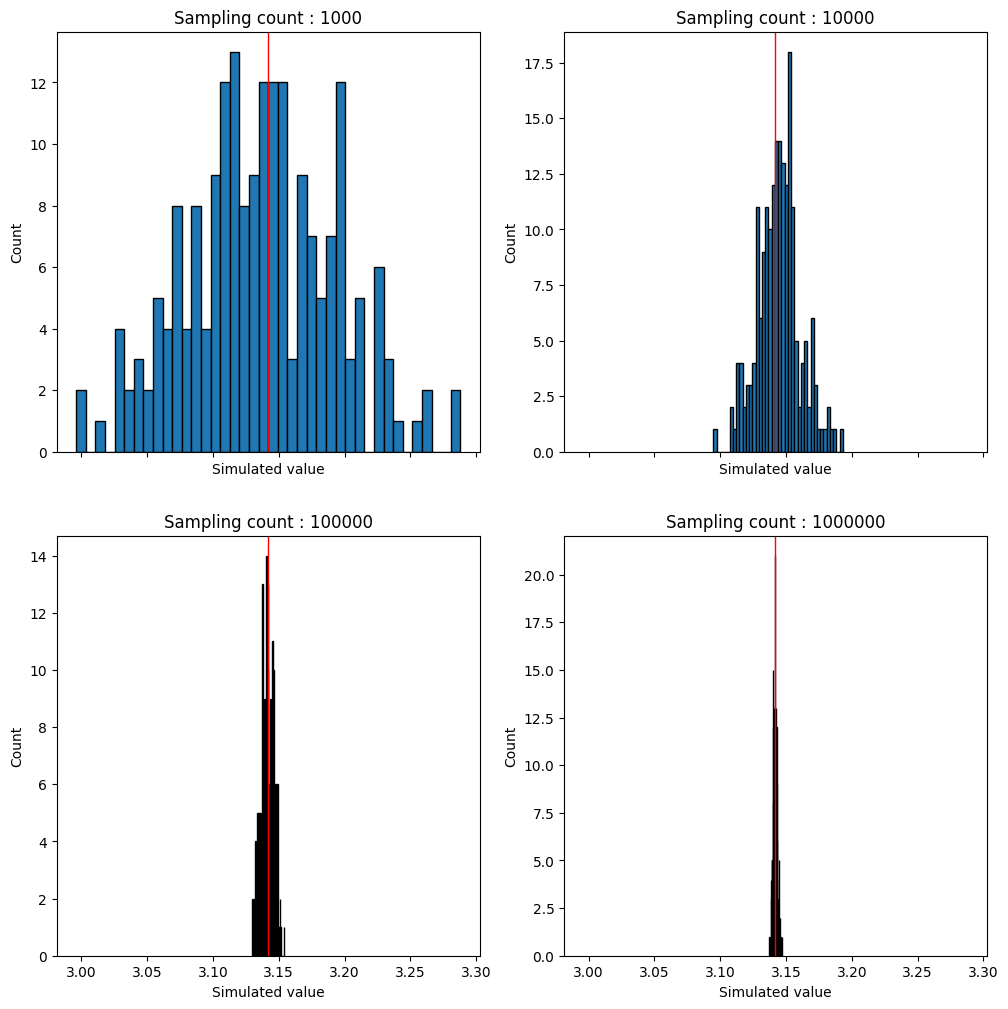 Sampling count : 1000
12
10
8
6
4
2
0
Count
Simulated value
Sampling count : 10000
17.5
15.0
12.5
10.0
7.5
5.0
2.5
0.0
Count
Simulated value
Sampling count : 100000
14
12
10
8
6
4
2
0
Count
3.00 3.05 3.10 3.15 3.20 3.25 3.30
Simulated value
Sampling count : 1000000
20.0
17.5
15.0
12.5
10.0
7.5
5.0
2.5
0.0
Count
3.00 3.05 3.10 3.15 3.20 3.25 3.30
Simulated value